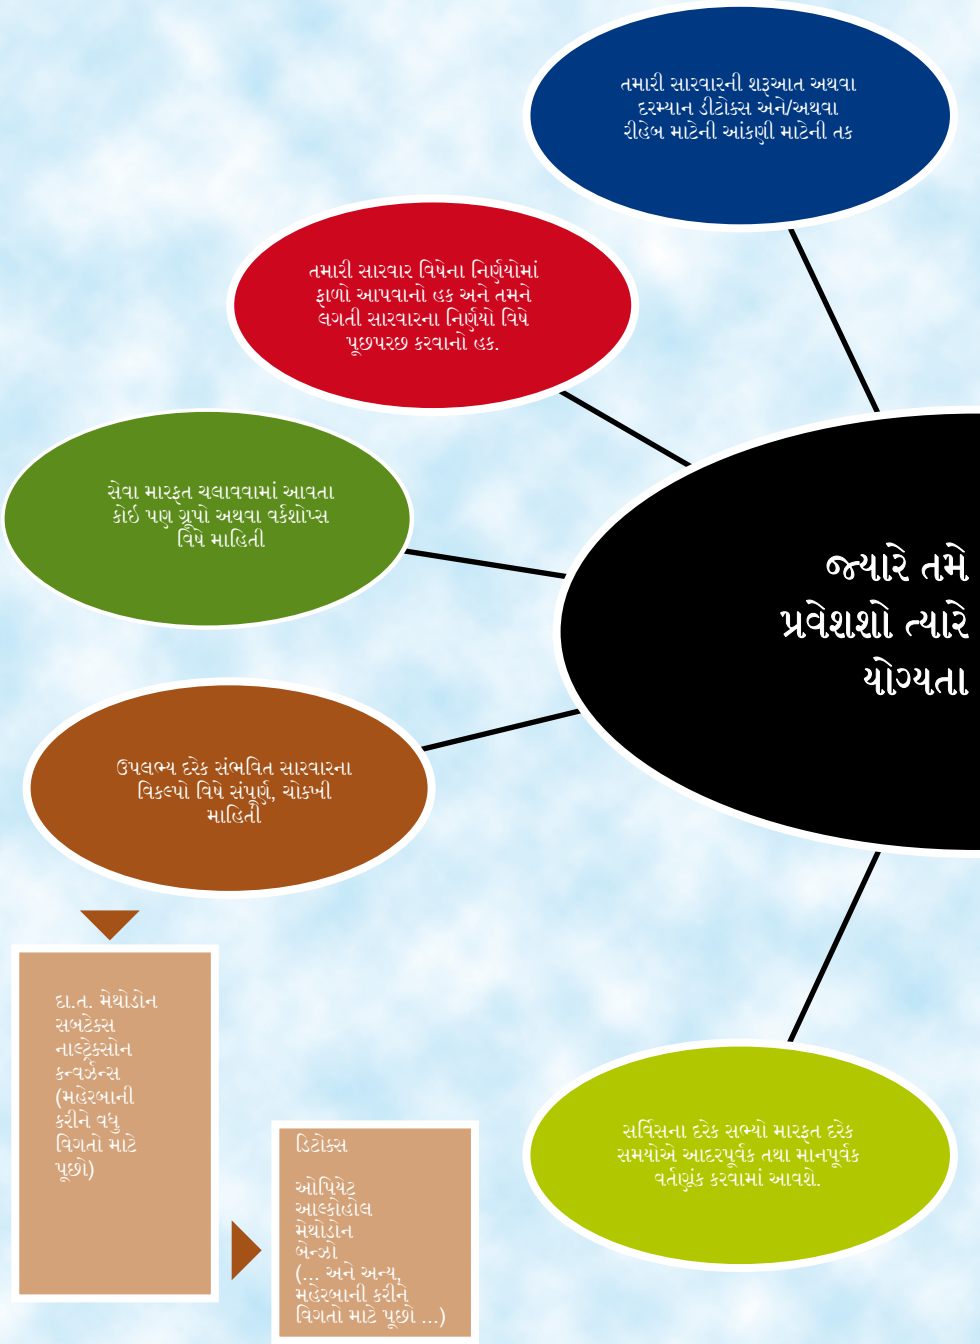 તમારી સારવારની શરૂઆત અથવા
દરમ્યાન ડીટોક્સ અને/અથવા
રીહેબ માટેની આંકણી માટેની તક
તમારી સારવાર વિષેના નિર્ણયોમાં
ફાળો આપવાનો હક અને તમને
લગતી સારવારના નિર્ણયો વિષે
પૂછપરછ કરવાનો હક.
સેવા મારફત ચલાવવામાં આવતા
કોઇ પણ ગ્રૂપો અથવા વર્કશોપ્સ
વિષે માહિતી
જ્યારે તમે
પ્રવેશશો ત્યારે
યોગ્યતા
ઉપલભ્ય દરેક સંભવિત સારવારના
વિકલ્પો વિષે સંપૂર્ણ, ચોકખી
માહિતી
દા.ત. મેથોડોન
સબટેક્સ
નાલ્ટ્રેક્સોન
કન્વર્ઝન્સ
(મહેરબાની
કરીને વધુ
વિગતો માટે
પૂછો)
ડિટોક્સ
ઓપિયેટ
આલ્કોહોલ
મેથોડોન
બેન્ઝો
(... અને અન્ય,
મહેરબાની કરીને
વિગતો માટે પૂછો ...)
સર્વિસના દરેક સભ્યો મારફત દરેક
સમયોએ આદરપૂર્વક તથા માનપૂર્વક
વર્તણૂંક કરવામાં આવશે.